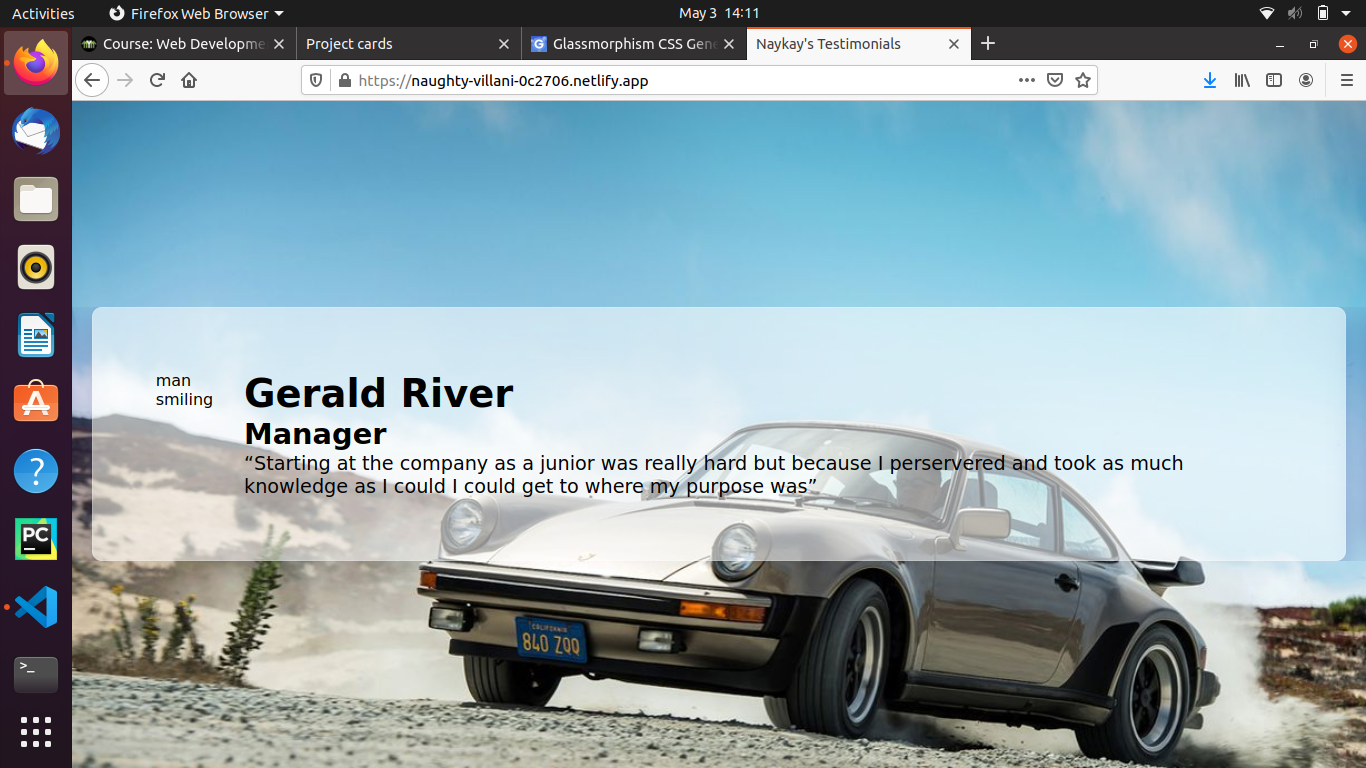 Activities
Firefox Web Browser
May 3 14:11
Course: Web Developme
Project cards
G Glassmorphism CSS Gene
Naykay's Testimonials
https://naughty-villani-0c2706.netlify.app
man
smiling
Gerald River
Manager
“Starting at the company as a junior was really hard but because I perservered and took as much
knowledge as I could I could get to where my purpose was”
CALIFORNIA
840 ZQQ
A
?
PC
>_